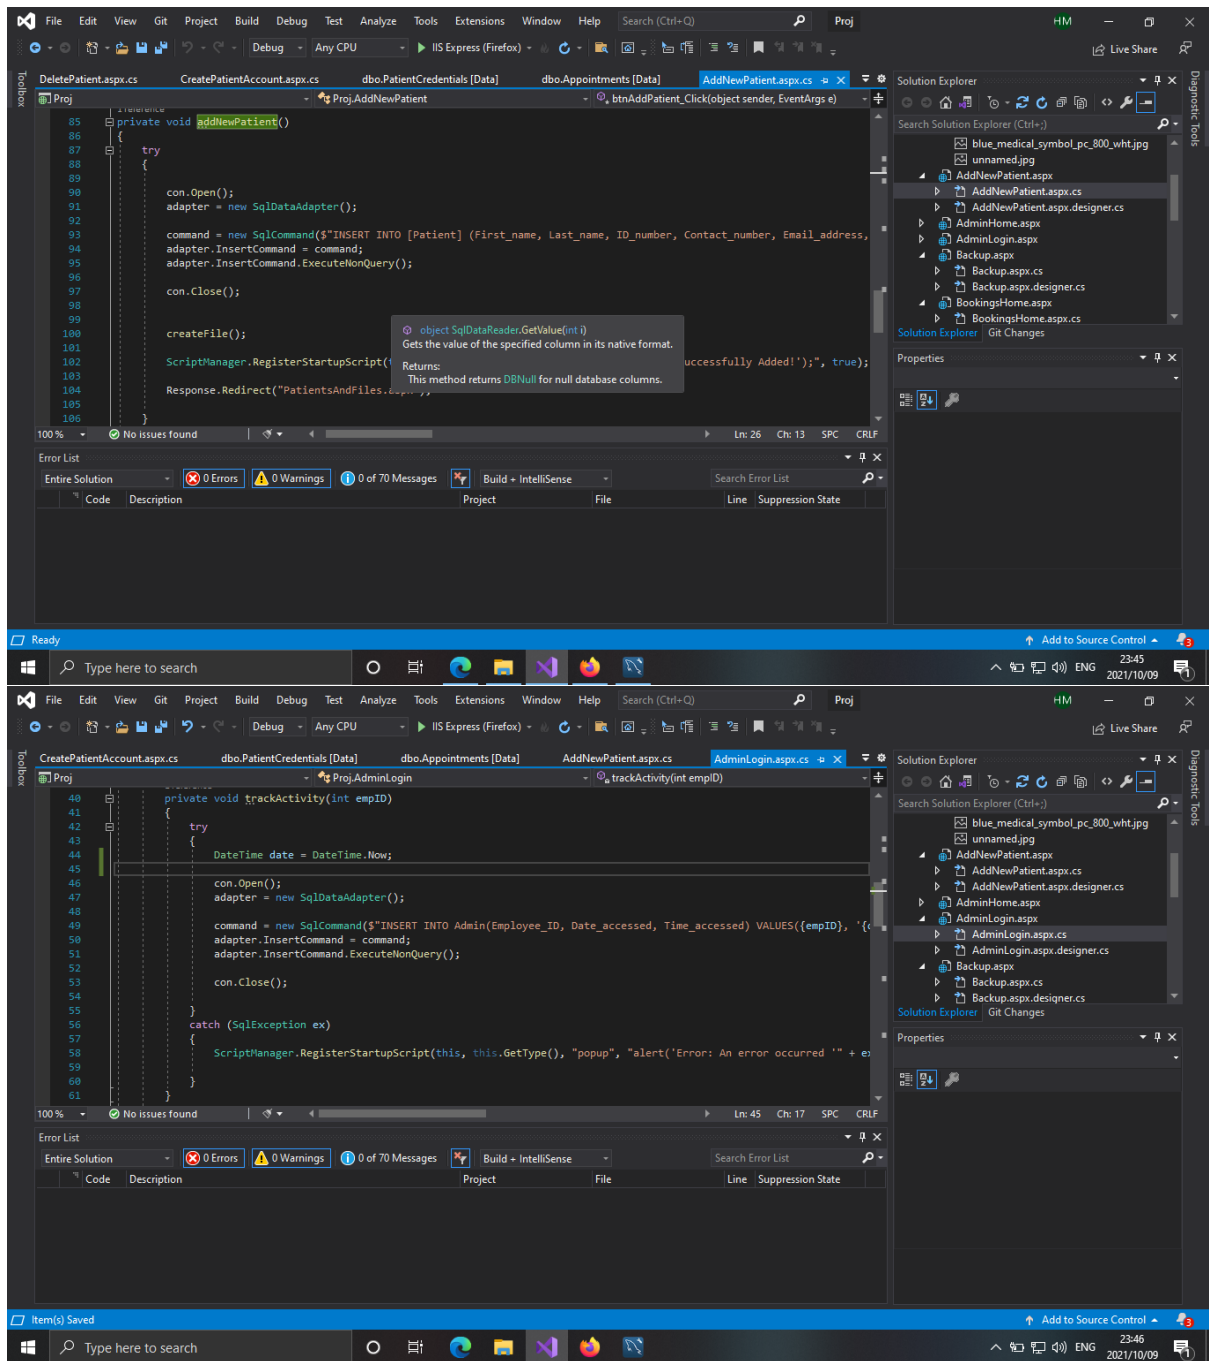 File Edit View Git Project Build Debug Test Analyze Tools Extensions Window Help Search (Ctrl+Q) Proj HM
Debug Any CPU IIS Express (Firefox) Live Share
DeletePatient.aspx.cs CreatePatientAccount.aspx.cs dbo.PatientCredentials [Data] dbo.Appointments [Data] AddNewPatient.aspx.cs
Toolbox
Proj Proj.AddNewPatient btnAddPatient_Click(object sender, EventArgs e)
1 reference
85 private void addNewPatient()
86 {
87 try
88 {
89
90 con.Open();
91 adapter = new SqlDataAdapter();
92
93 command = new SqlCommand($"INSERT INTO [Patient] (First_name, Last_name, ID_number, Contact_number, Email_address,
94 adapter.InsertCommand = command;
95 adapter.InsertCommand.ExecuteNonQuery();
96
97 con.Close();
98
99
100 createFile();
101
102 ScriptManager.RegisterStartupScript( uccessfully Added!');", true);
103
104 Response.Redirect("PatientsAndFiles.
105
106 }
object SqlDataReader.GetValue(int i)
Gets the value of the specified column in its native format.
Returns:
This method returns DBNull for null database columns.
100 % No issues found Ln: 26 Ch: 13 SPC CRLF
Error List
Entire Solution 0 Errors 0 Warnings 0 of 70 Messages Build + IntelliSense Search Error List
Code Description Project File Line Suppression State
Solution Explorer
Search Solution Explorer (Ctrl+;)
blue_medical_symbol_pc_800_wht.jpg
unnamed.jpg
AddNewPatient.aspx
AddNewPatient.aspx.cs
AddNewPatient.aspx.designer.cs
AdminHome.aspx
AdminLogin.aspx
Backup.aspx
Backup.aspx.cs
Backup.aspx.designer.cs
BookingsHome.aspx
BookingsHome.aspx.cs
Solution Explorer Git Changes
Properties
Diagnostic Tools
Ready Add to Source Control 3
Type here to search ENG 23:45
2021/10/09 1
File Edit View Git Project Build Debug Test Analyze Tools Extensions Window Help Search (Ctrl+Q) Proj HM
Debug Any CPU IIS Express (Firefox) Live Share
CreatePatientAccount.aspx.cs dbo.PatientCredentials [Data] dbo.Appointments [Data] AddNewPatient.aspx.cs AdminLogin.aspx.cs
Toolbox
Proj Proj.AdminLogin trackActivity(int empID)
40 private void trackActivity(int empID)
41 {
42 try
43 {
44 DateTime date = DateTime.Now;
45
46 con.Open();
47 adapter = new SqlDataAdapter();
48
49 command = new SqlCommand($"INSERT INTO Admin(Employee_ID, Date_accessed, Time_accessed) VALUES({empID}, '{
50 adapter.InsertCommand = command;
51 adapter.InsertCommand.ExecuteNonQuery();
52
53 con.Close();
54
55 }
56 catch (SqlException ex)
57 {
58 ScriptManager.RegisterStartupScript(this, this.GetType(), "popup", "alert('Error: An error occurred '" + ex
59
60 }
61 }
100 % No issues found Ln: 45 Ch: 17 SPC CRLF
Error List
Entire Solution 0 Errors 0 Warnings 0 of 70 Messages Build + IntelliSense Search Error List
Code Description Project File Line Suppression State
Solution Explorer
Search Solution Explorer (Ctrl+;)
blue_medical_symbol_pc_800_wht.jpg
unnamed.jpg
AddNewPatient.aspx
AddNewPatient.aspx.cs
AddNewPatient.aspx.designer.cs
AdminHome.aspx
AdminLogin.aspx
AdminLogin.aspx.cs
AdminLogin.aspx.designer.cs
Backup.aspx
Backup.aspx.cs
Backup.aspx.designer.cs
Solution Explorer Git Changes
Properties
Diagnostic Tools
Item(s) Saved Add to Source Control 3
Type here to search ENG 23:46
2021/10/09 1